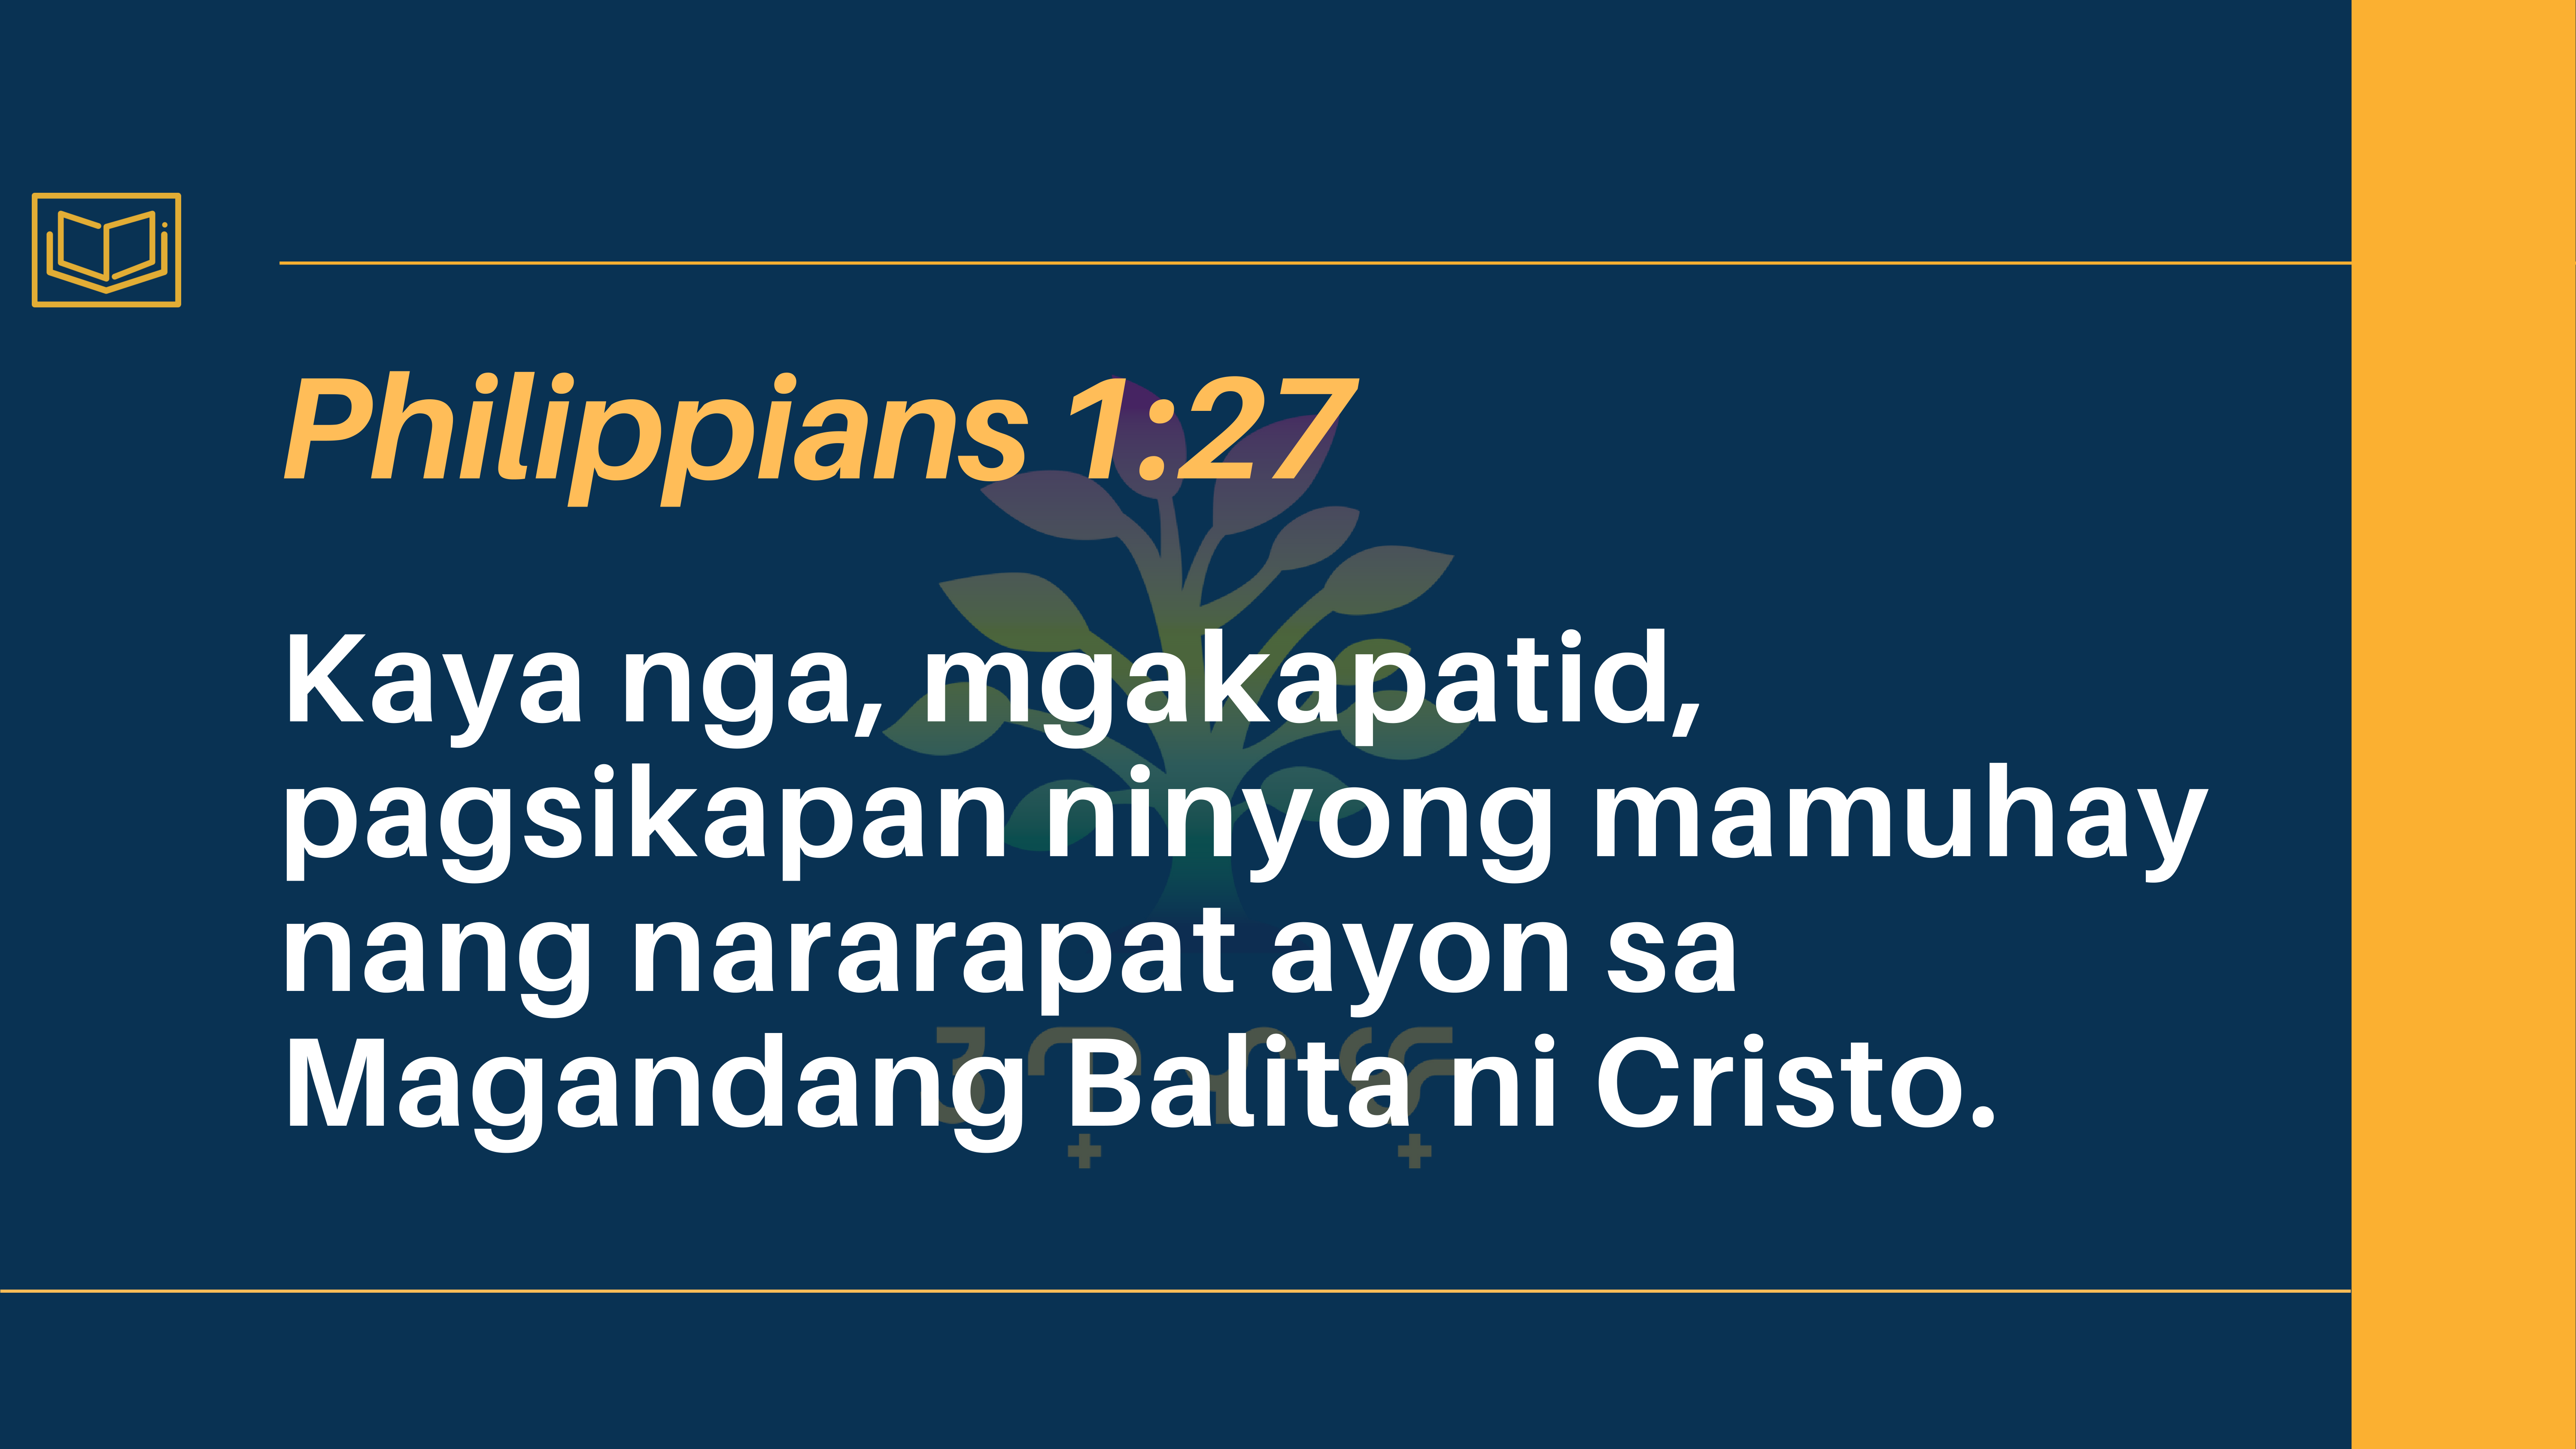 Philippians 1:27
Kaya nga, mgakapatid,
pagsikapan ninyong mamuhay
nang nararapat ayon sa
Magandang Balita ni Cristo.